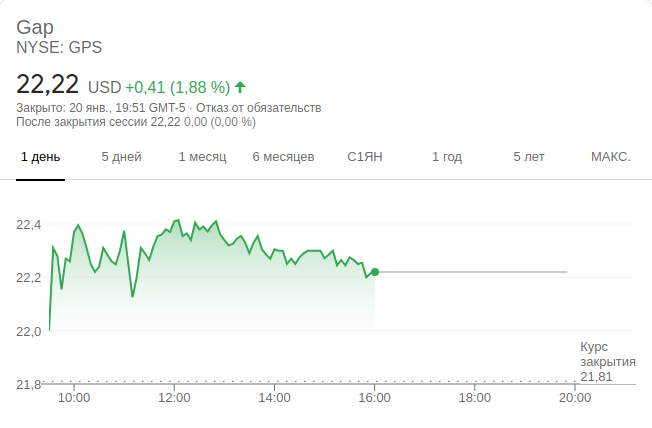 Gap
NYSE: GPS
22,22 USD +0,41 (1,88 %)
Закрыто: 20 янв., 19:51 GMT-5 · Отказ от обязательств
После закрытия сессии 22,22 0,00 (0,00 %)
1 день 5 дней 1 месяц 6 месяцев С1ЯН 1 год 5 лет МАКС.
22,4
22,2
22,0
Курс
закрытия
21,81
21,8
10:00 12:00 14:00 16:00 18:00 20:00